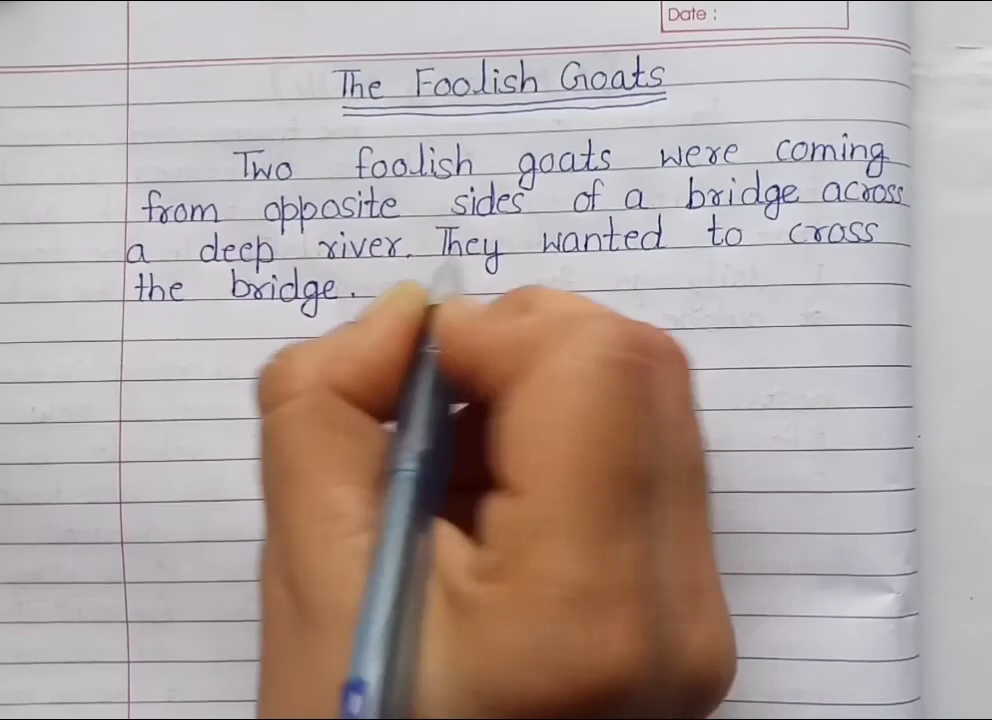 Date :
The Foolish Goats
Two foolish goats were coming
from opposite sides of a bridge across
a deep river. They wanted to cross
the bridge.